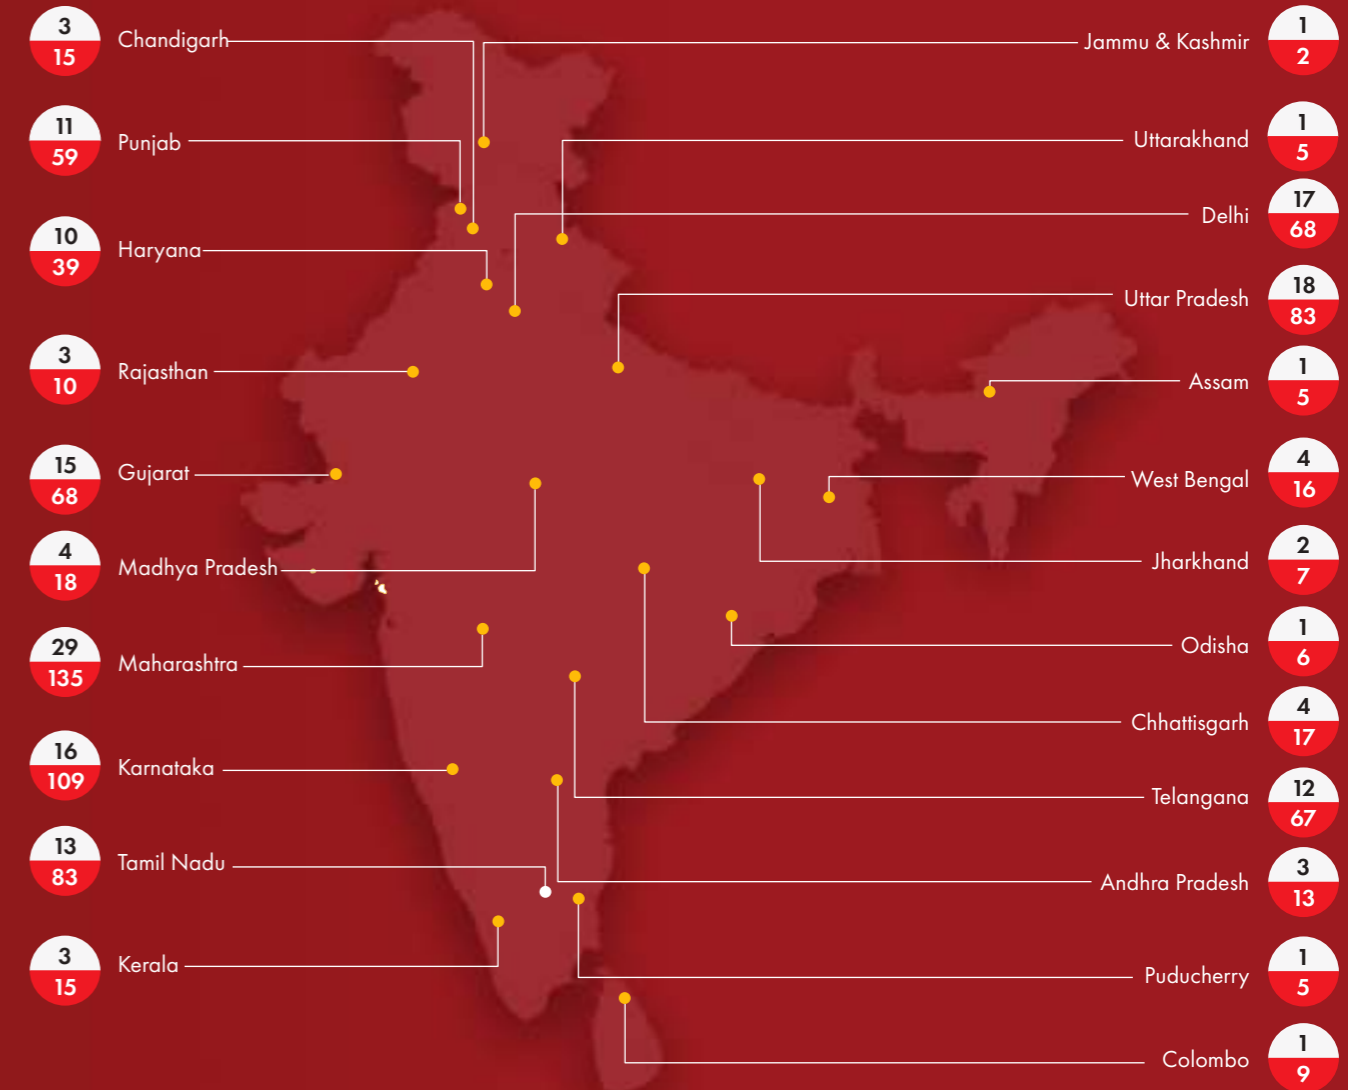 3
15
Chandigarh
11
59
Punjab
10
39
Haryana
3
10
Rajasthan
15
68
Gujarat
4
18
Madhya Pradesh
29
135
Maharashtra
16
109
Karnataka
13
83
Tamil Nadu
3
15
Kerala
Jammu & Kashmir
1
2
Uttarakhand
1
5
Delhi
17
68
Uttar Pradesh
18
83
Assam
1
5
West Bengal
4
16
Jharkhand
2
7
Odisha
1
6
Chhattisgarh
4
17
Telangana
12
67
Andhra Pradesh
3
13
Puducherry
1
5
Colombo
1
9